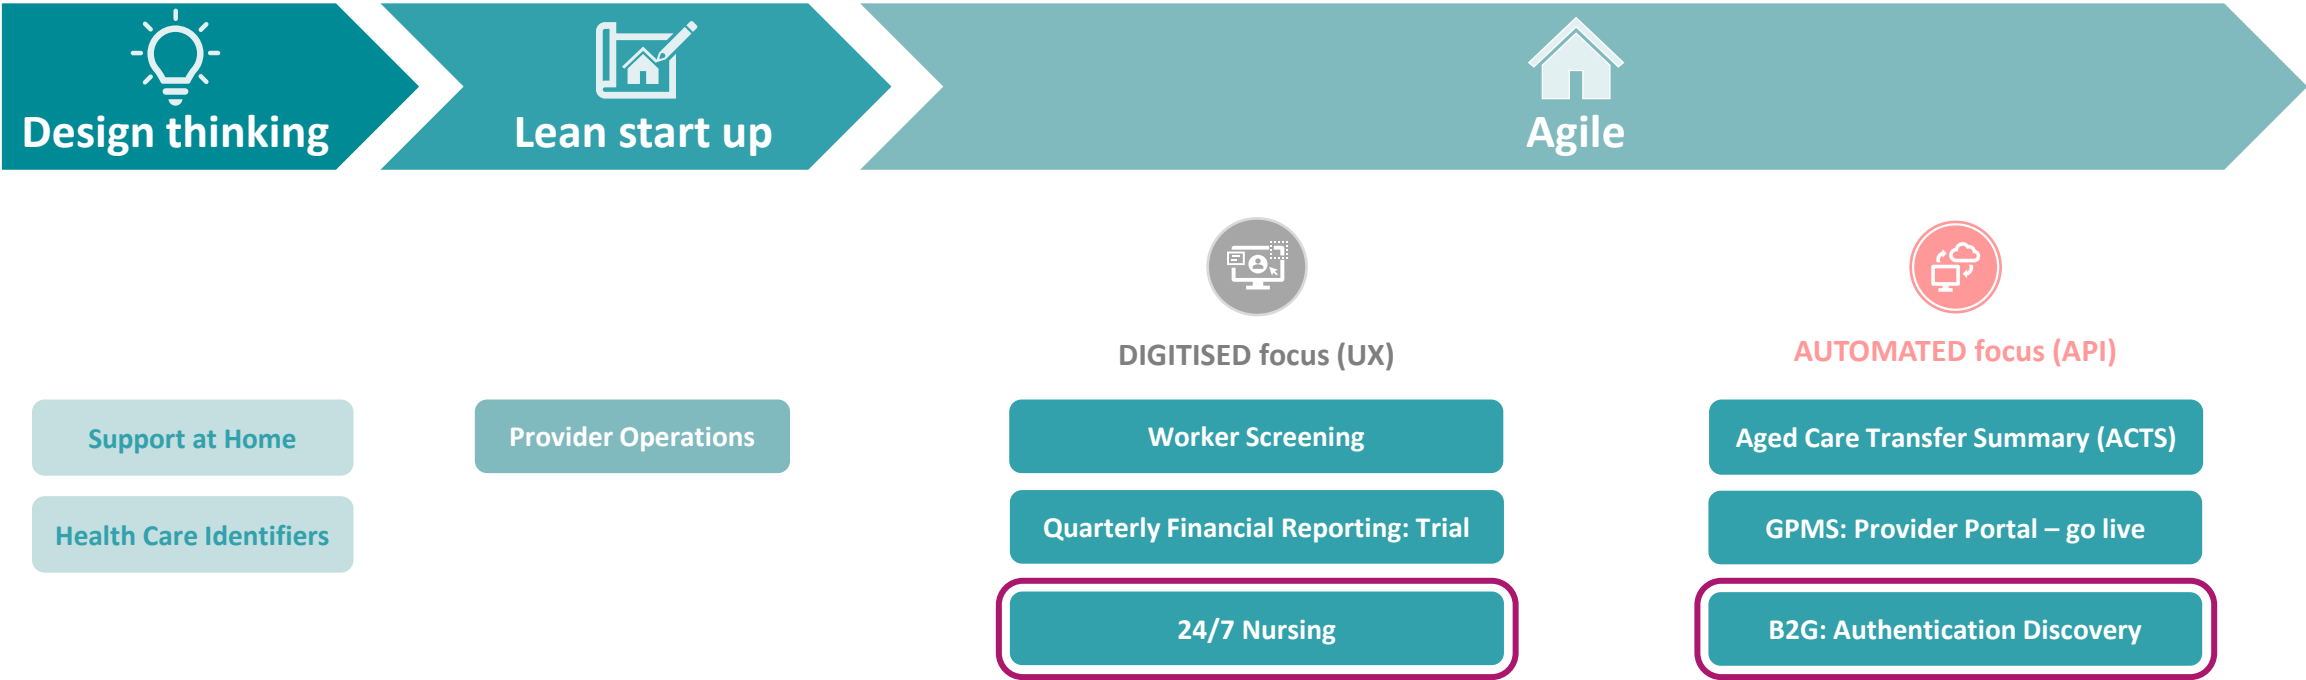 Design thinking
Lean start up
Agile
DIGITISED focus (UX)
AUTOMATED focus (API)
Support at Home
Health Care Identifiers
Provider Operations
Worker Screening
Quarterly Financial Reporting: Trial
24/7 Nursing
Aged Care Transfer Summary (ACTS)
GPMS: Provider Portal – go live
B2G: Authentication Discovery